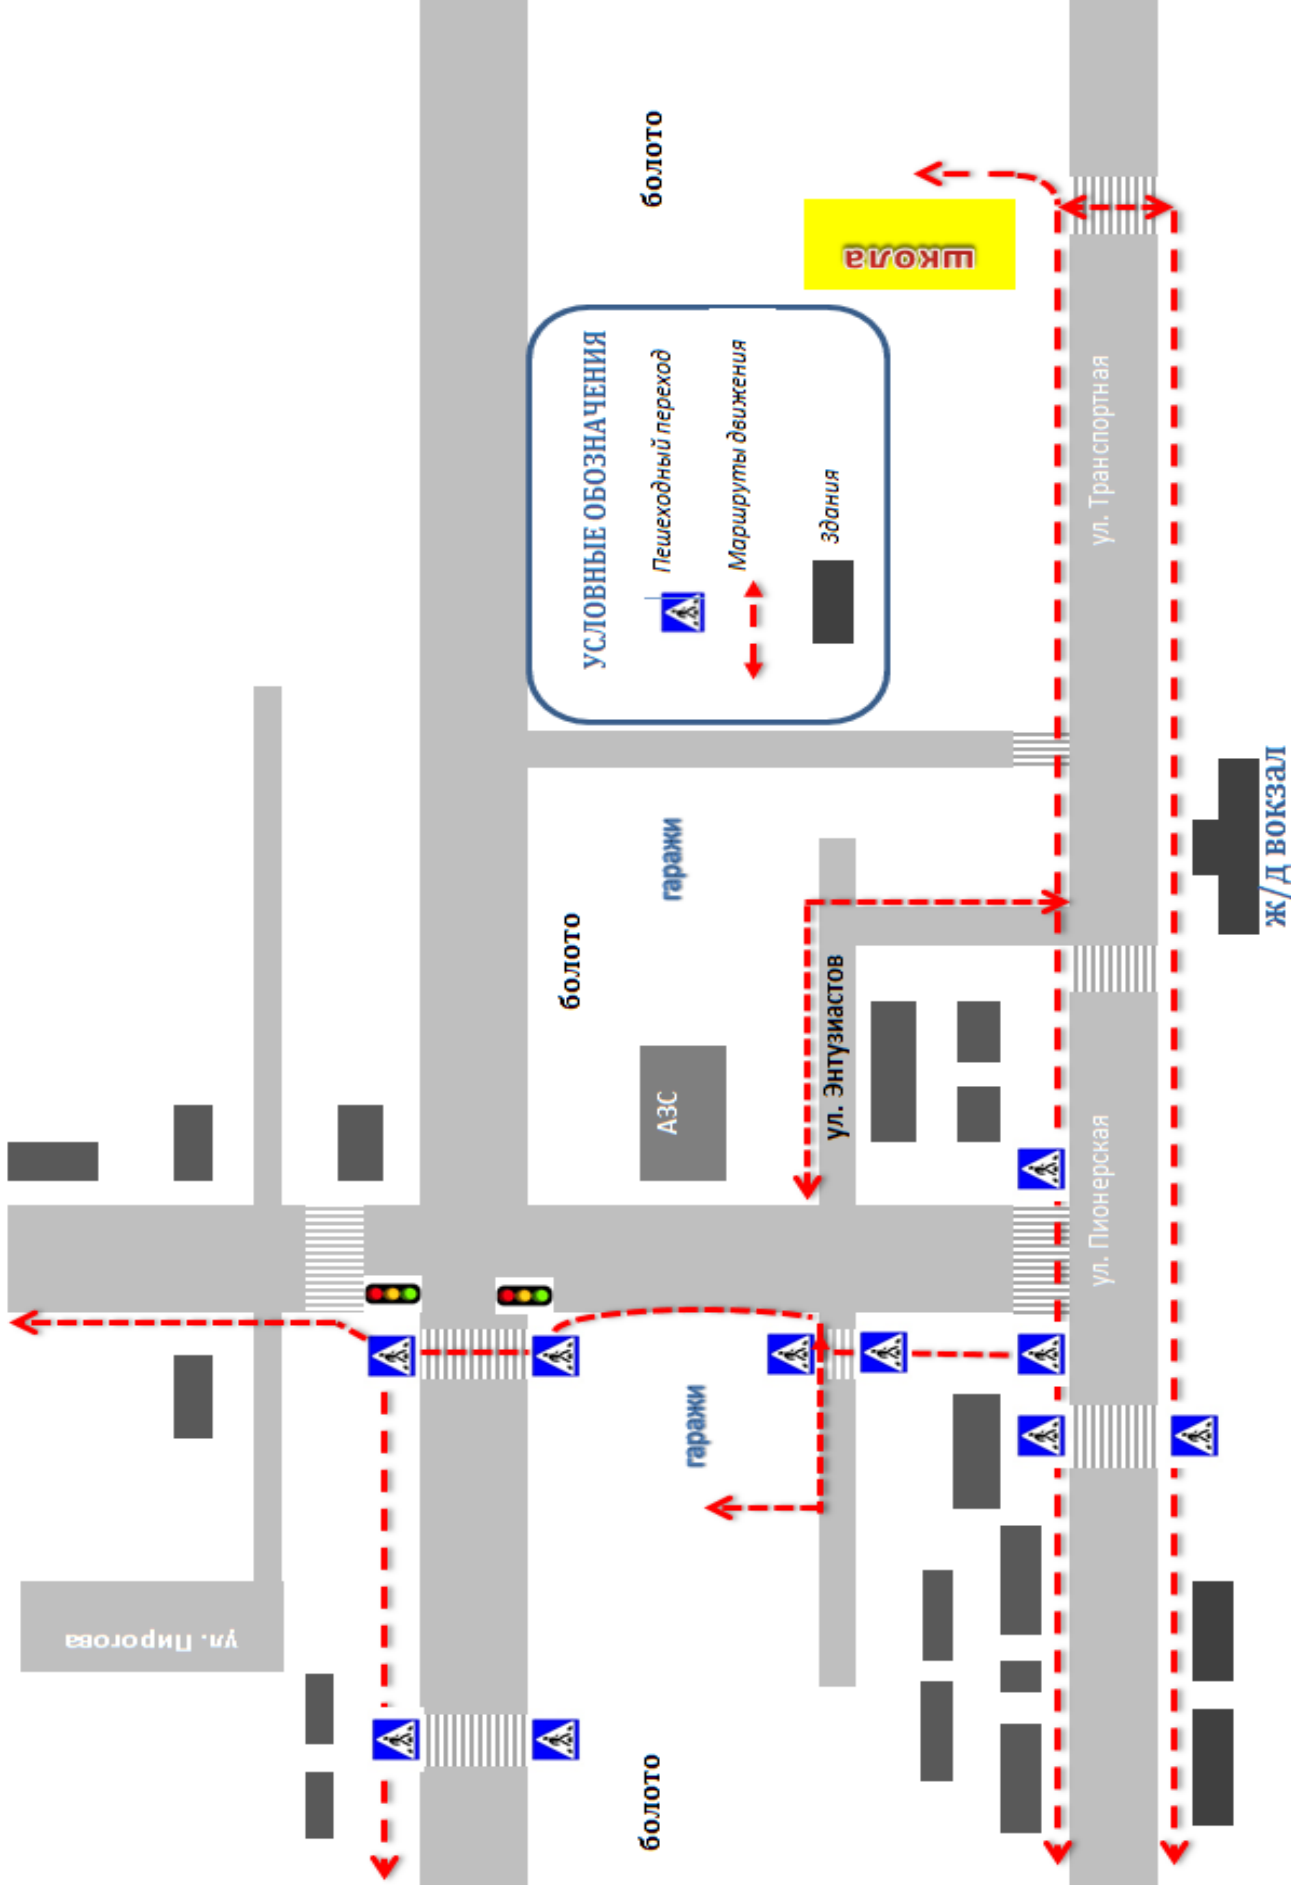 болото
школа
УСЛОВНЫЕ ОБОЗНАЧЕНИЯ
Пешеходный переход
Маршруты движения
Здания
ул. Транспортная
гаражи
ж/д вокзал
болото
ул. Энтузиастов
АЗС
ул. Пионерская
гаражи
ул. Пирогова
болото